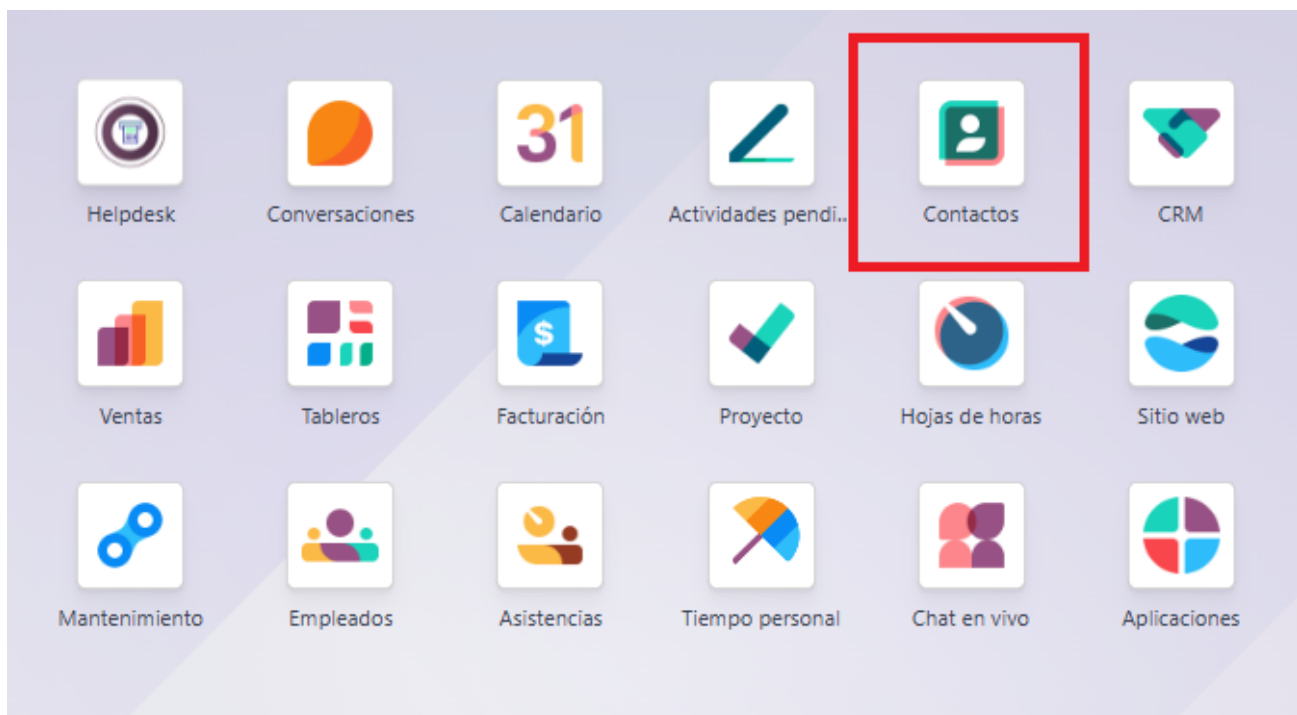 Helpdesk
Conversaciones
31
Calendario
Actividades pendi..
Contactos
CRM
Ventas
Tableros
$
Facturación
Proyecto
Hojas de horas
Sitio web
Mantenimiento
Empleados
Asistencias
Tiempo personal
Chat en vivo
Aplicaciones